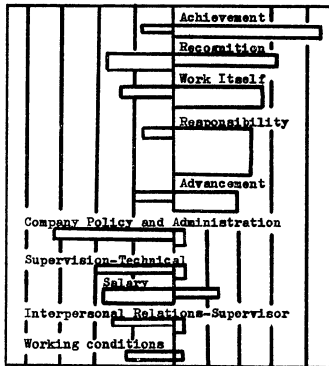 Achievement
Recognition
Work Itself
Responsibility
Advancement
Company Policy and Administration
Supervision-Technical
Salary
Interpersonal Relations-Supervisor
Working conditions